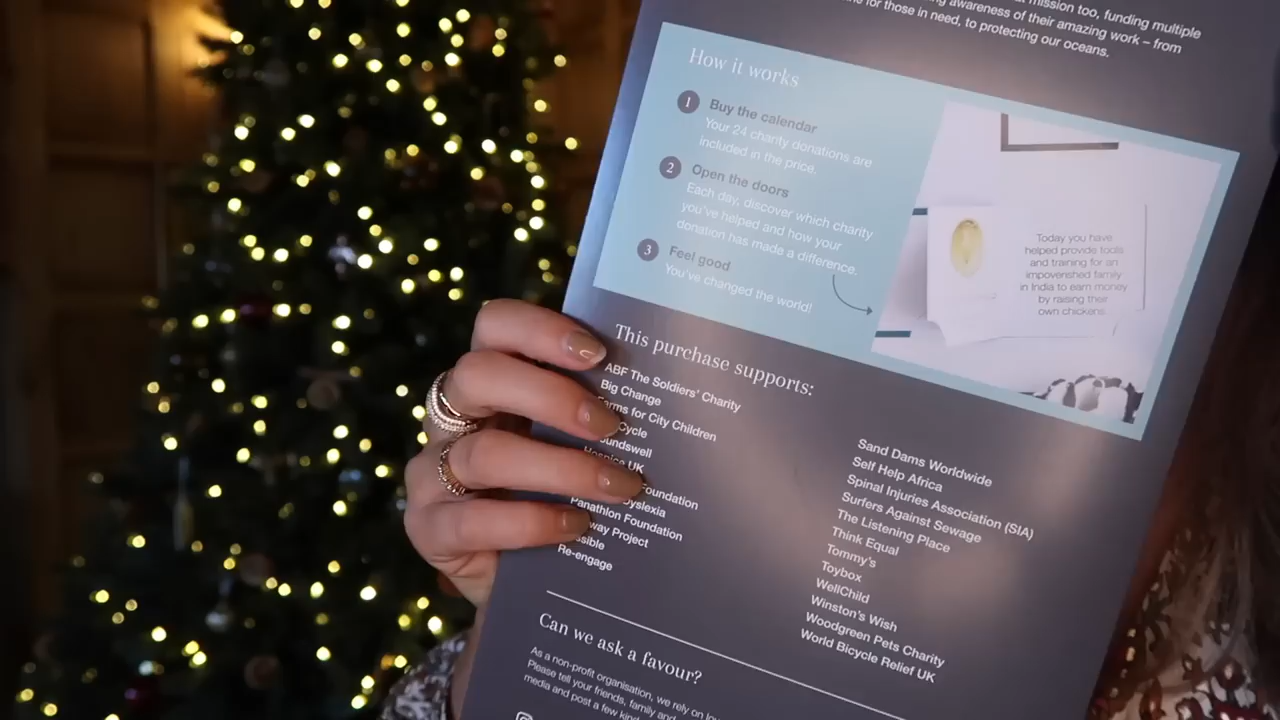 mission too, funding multiple
awareness of their amazing work – from
for those in need, to protecting our oceans.
How it works
1 Buy the calendar
Your 24 charity donations are
included in the price.
2 Open the doors
Each day, discover which charity
you've helped and how your
donation has made a difference.
3 Feel good
You've changed the world!
Today you have
helped provide tools
and training for an
impoverished family
in India to earn money
by raising their
own chickens.
This purchase supports:
ABF The Soldiers' Charity
Big Change
for City Children
Hospice UK
Foundation
Dyslexia
Panathlon Foundation
Project
Re-engage
Sand Dams Worldwide
Self Help Africa
Spinal Injuries Association (SIA)
Surfers Against Sewage
The Listening Place
Think Equal
Tommy's
Toybox
WellChild
Winston's Wish
Woodgreen Pets Charity
World Bicycle Relief UK
Can we ask a favour?
As a non-profit organisation, we rely on
Please tell your friends, family and
media and post a few